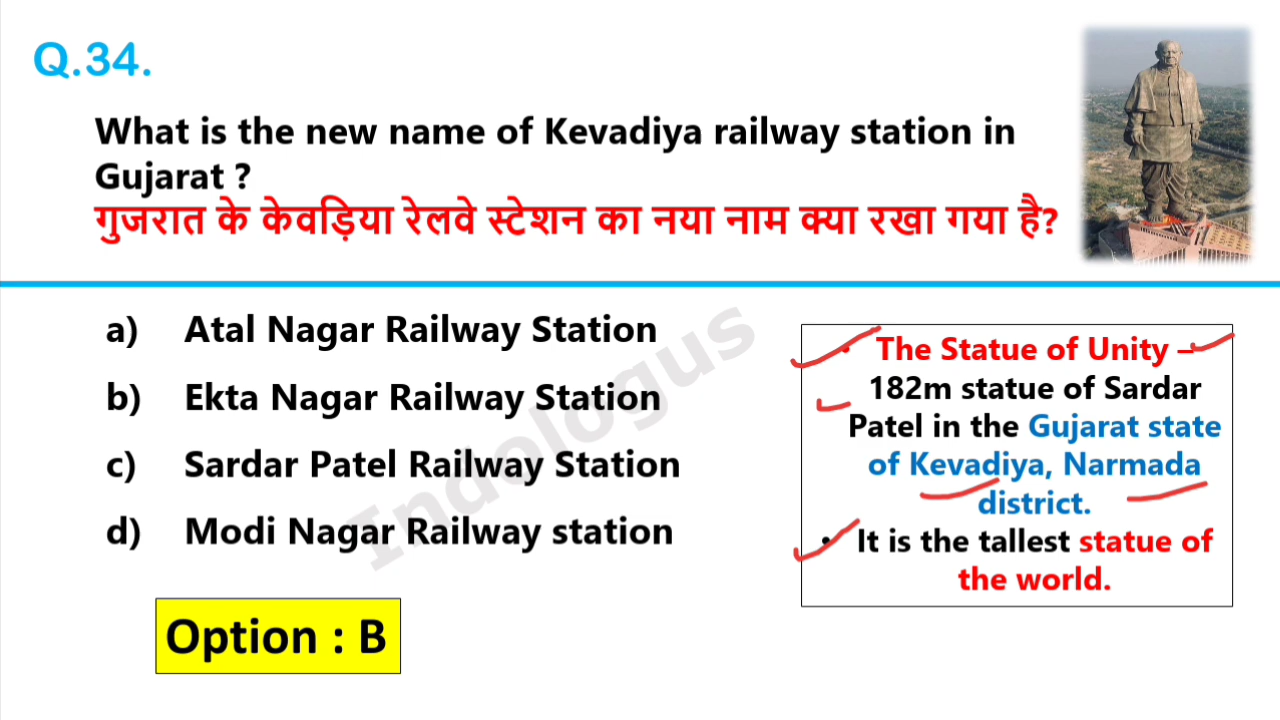 Q.34.
What is the new name of Kevadiya railway station in
Gujarat ?
गुजरात के केवड़िया रेलवे स्टेशन का नया नाम क्या रखा गया है?
a) Atal Nagar Railway Station
b) Ekta Nagar Railway Station
c) Sardar Patel Railway Station
d) Modi Nagar Railway station
Option : B
• The Statue of Unity –
182m statue of Sardar
Patel in the Gujarat state
of Kevadiya, Narmada
district.
• It is the tallest statue of
the world.
Indologus